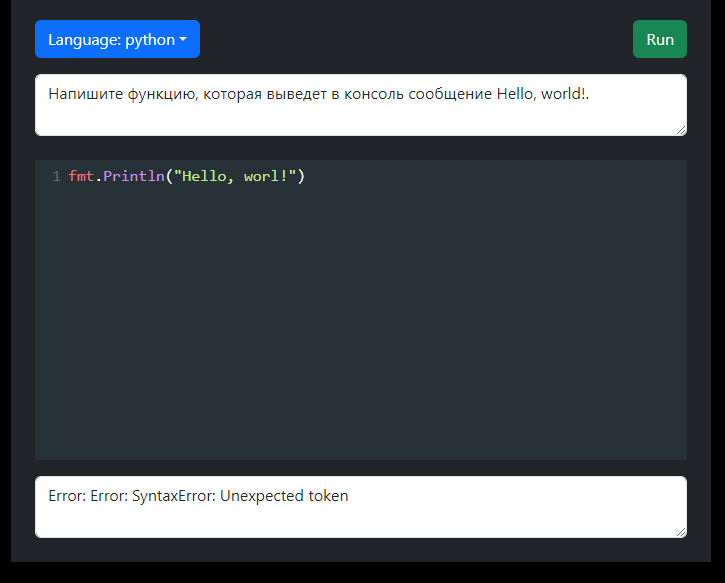 Language: python
Run
Напишите функцию, которая выведет в консоль сообщение Hello, world!.
1 fmt.Println("Hello, worl!")
Error: Error: SyntaxError: Unexpected token